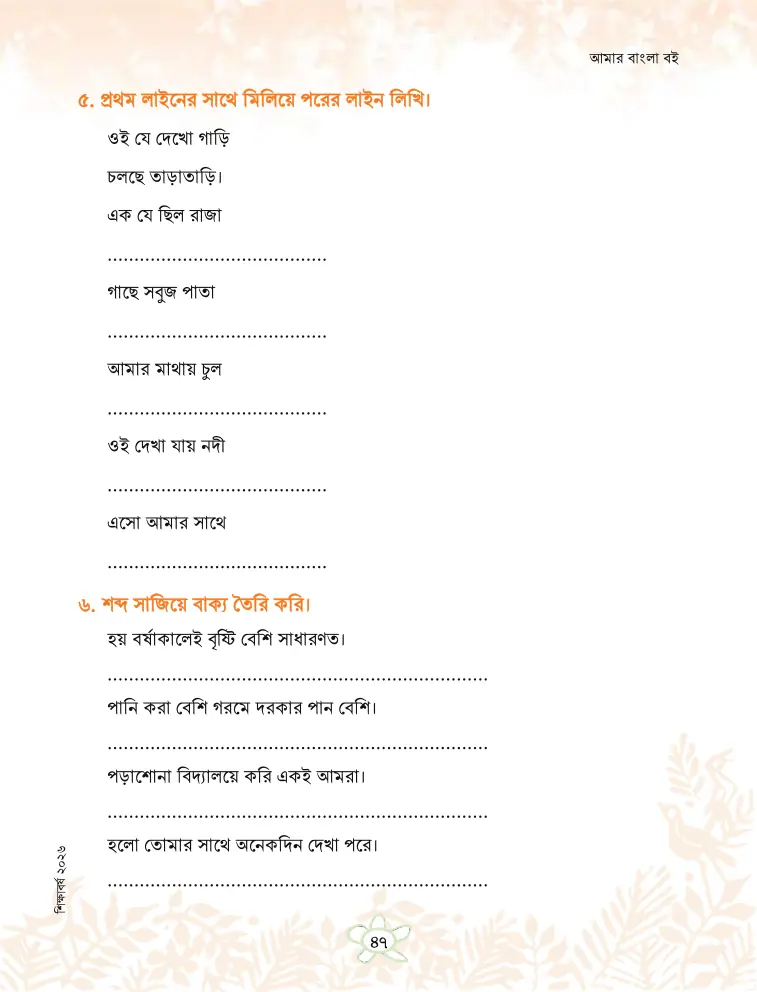 আমার বাংলা বই
৫. প্রথম লাইনের সাথে মিলিয়ে পরের লাইন লিখি।
ওই যে দেখো গাড়ি
চলছে তাড়াতাড়ি।
এক যে ছিল রাজা
.........................................
গাছে সবুজ পাতা
.........................................
আমার মাথায় চুল
.........................................
ওই দেখা যায় নদী
.........................................
এসো আমার সাথে
.........................................
৬. শব্দ সাজিয়ে বাক্য তৈরি করি।
হয় বর্ষাকালেই বৃষ্টি বেশি সাধারণত।
.......................................................................
পানি করা বেশি গরমে দরকার পান বেশি।
.......................................................................
পড়াশোনা বিদ্যালয়ে করি একই আমরা।
.......................................................................
হলো তোমার সাথে অনেকদিন দেখা পরে।
.......................................................................
শিক্ষাবর্ষ ২০২৬
৪৭